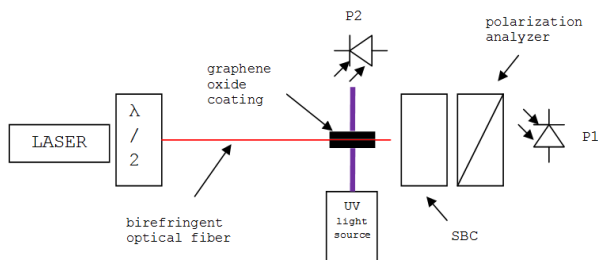 P2
polarization
analyzer
graphene
oxide
coating
λ
/
2
LASER
P1
birefringent
optical fiber
UV
light
source
SBC